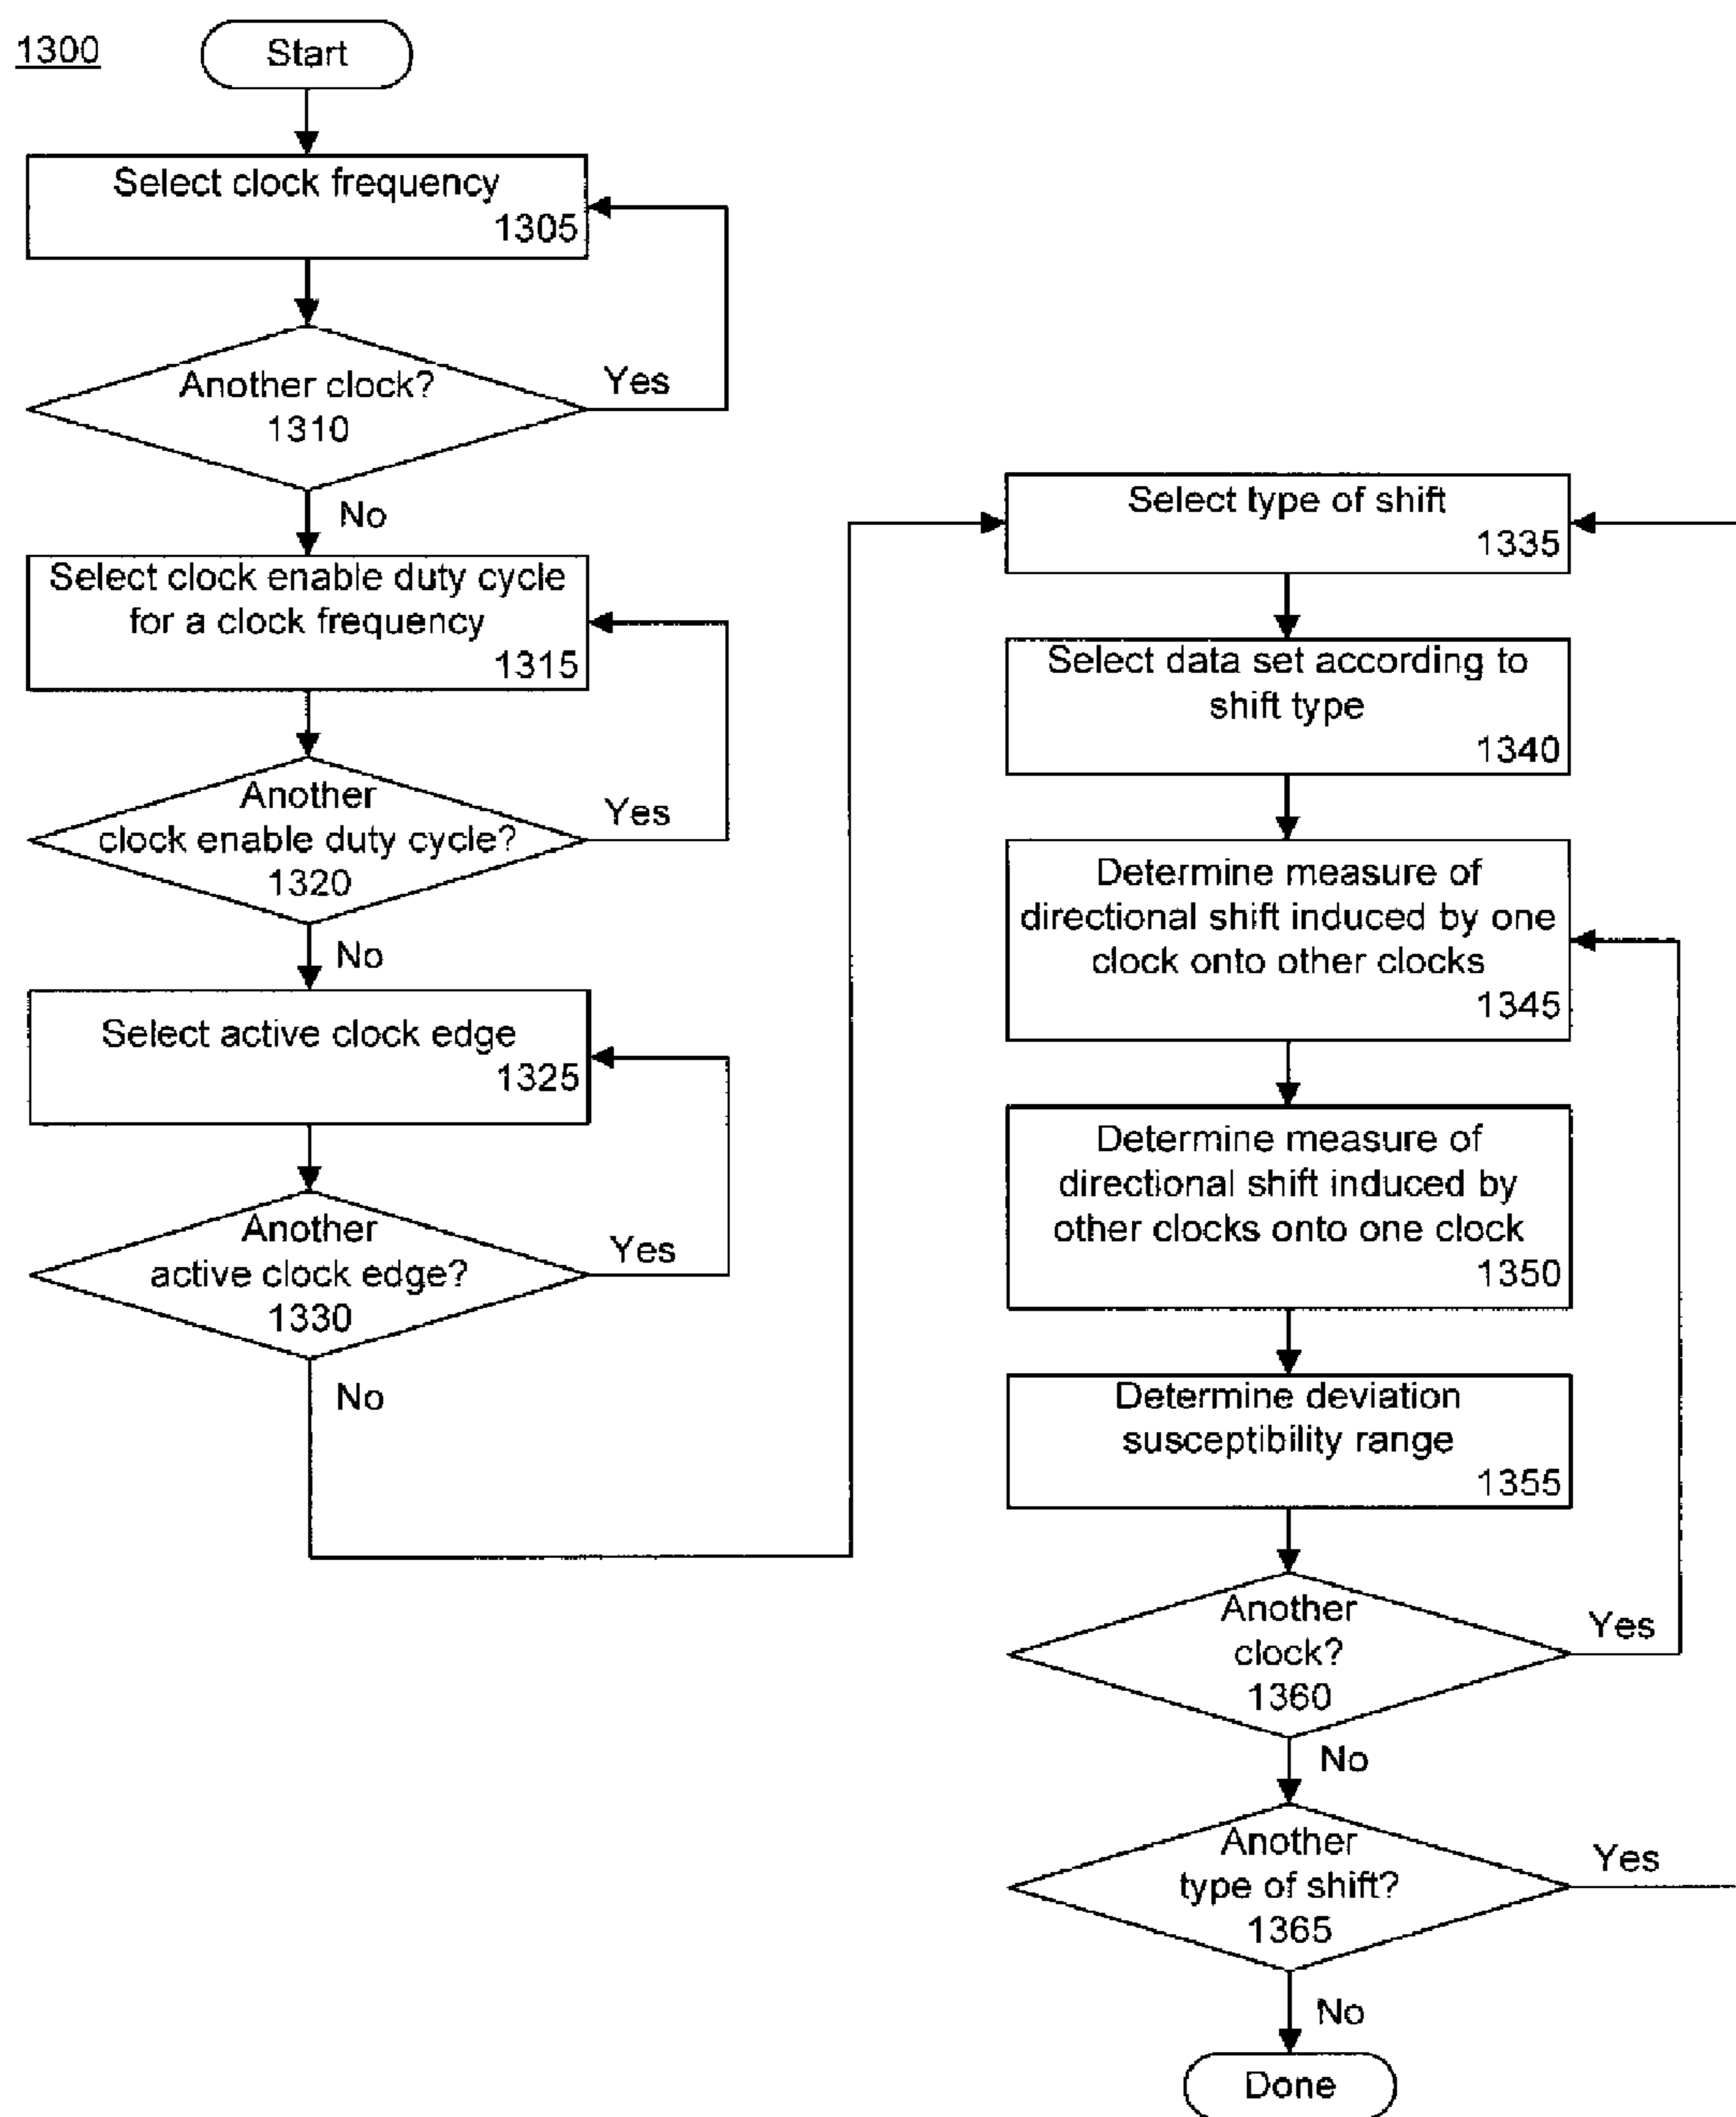 1300
Start
Select clock frequency
1305
Another clock?
1310
Yes
No
Select clock enable duty cycle
for a clock frequency
1315
Another
clock enable duty cycle?
1320
Yes
No
Select active clock edge
1325
Another
active clock edge?
1330
Yes
No
Select type of shift
1335
Select data set according to
shift type
1340
Determine measure of
directional shift induced by one
clock onto other clocks
1345
Determine measure of
directional shift induced by
other clocks onto one clock
1350
Determine deviation
susceptibility range
1355
Another
clock?
1360
Yes
No
Another
type of shift?
1365
Yes
No
Done